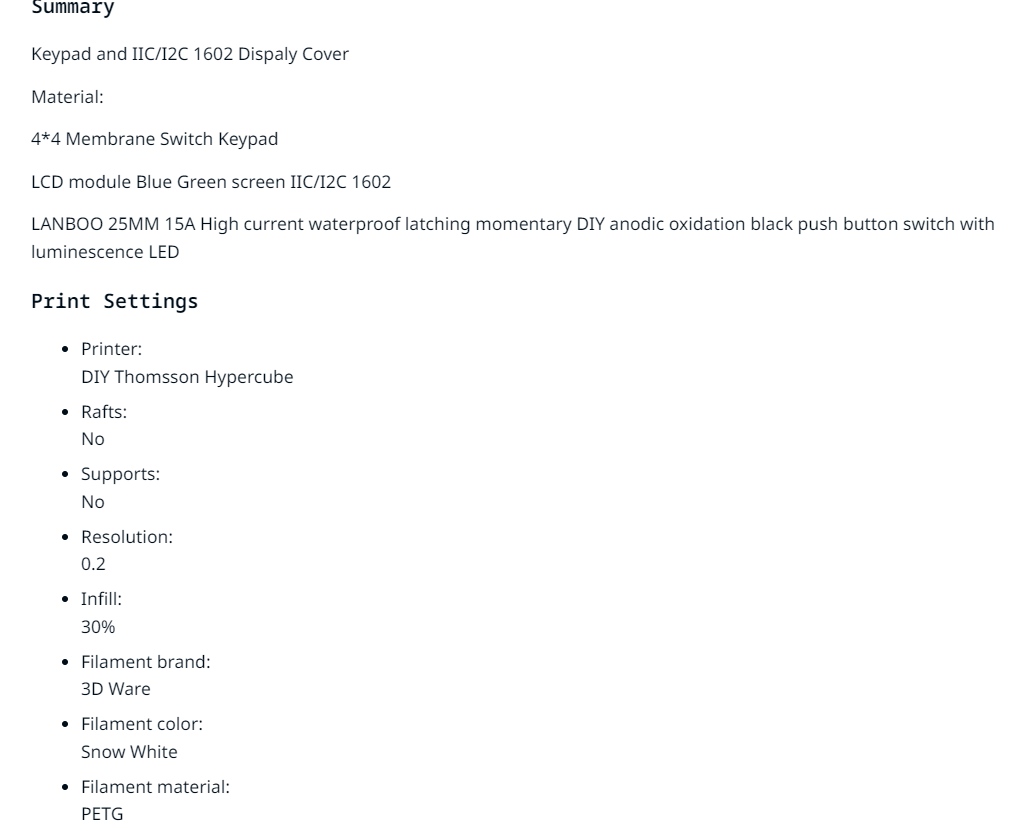 Summary
Keypad and IIC/I2C 1602 Dispaly Cover
Material:
4*4 Membrane Switch Keypad
LCD module Blue Green screen IIC/I2C 1602
LANBOO 25MM 15A High current waterproof latching momentary DIY anodic oxidation black push button switch with
luminescence LED
Print Settings
Printer:
DIY Thomsson Hypercube
Rafts:
No
Supports:
No
Resolution:
0.2
Infill:
30%
Filament brand:
3D Ware
Filament color:
Snow White
Filament material:
PETG